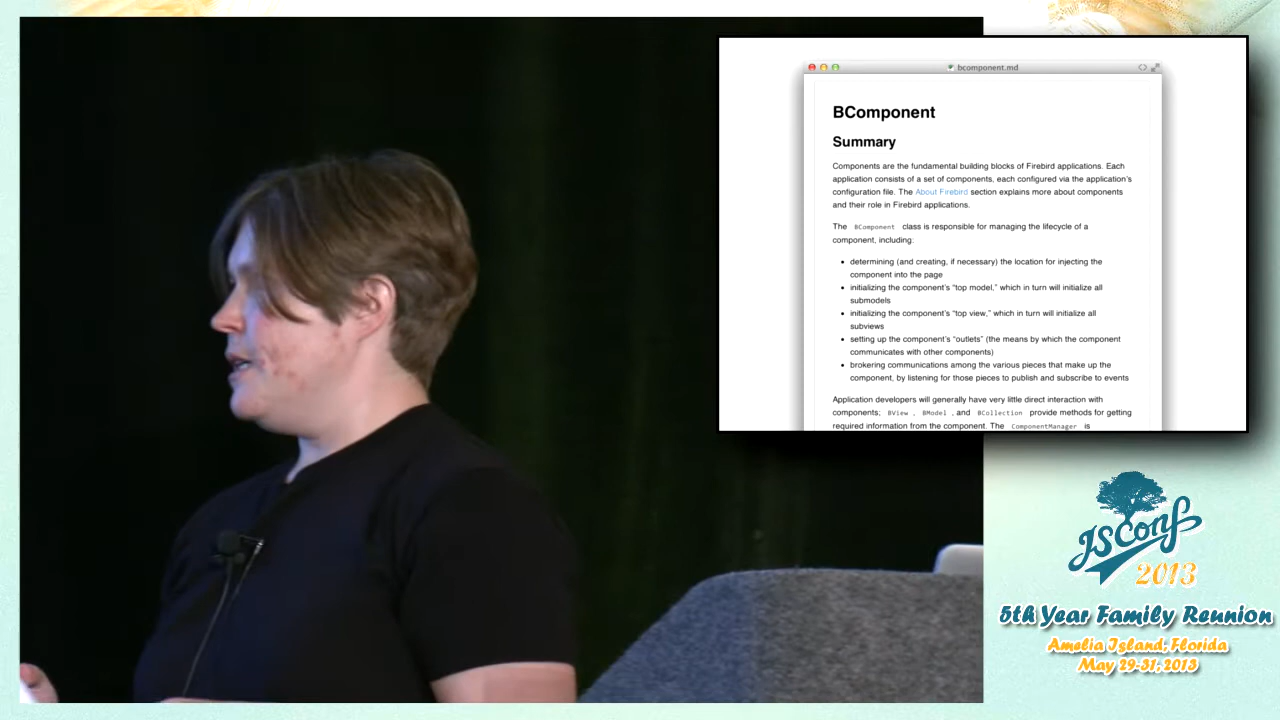 bcomponent.md
BComponent
Summary
Components are the fundamental building blocks of Firebird applications. Each
application consists of a set of components, each configured via the application's
configuration file. The About Firebird section explains more about components
and their role in Firebird applications.
The BComponent class is responsible for managing the lifecycle of a
component, including:
• determining (and creating, if necessary) the location for injecting the
component into the page
• initializing the component's "top model," which in turn will initialize all
submodels
• initializing the component's "top view," which in turn will initialize all
subviews
• setting up the component's "outlets" (the means by which the component
communicates with other components)
• brokering communications among the various pieces that make up the
component, by listening for those pieces to publish and subscribe to events
Application developers will generally have very little direct interaction with
components; BView , BModel , and BCollection provide methods for getting
required information from the component. The ComponentManager is
JSConf
2013
5th Year Family Reunion
Amelia Island, Florida
May 29-31, 2013